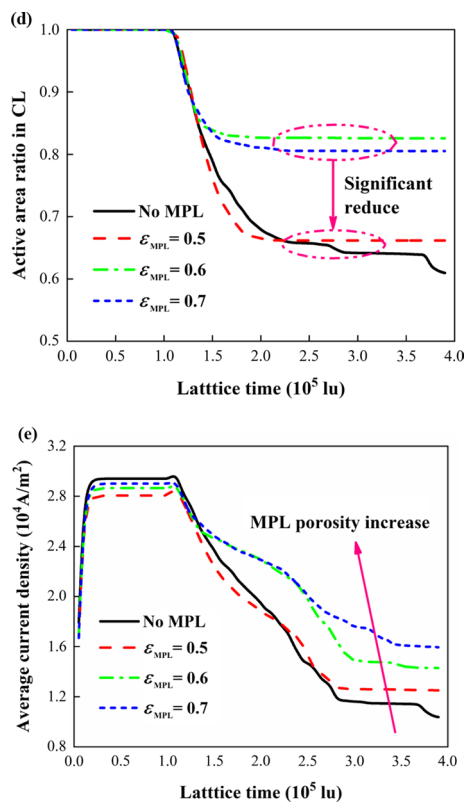 (d)
1.0
0.9
0.8
0.7
0.6
0.5
Active area ratio in CL
Significant
reduce
No MPL
εMPL= 0.5
εMPL= 0.6
εMPL= 0.7
0.0 0.5 1.0 1.5 2.0 2.5 3.0 3.5 4.0
Latttice time (10⁵ lu)
(e)
3.2
2.8
2.4
2.0
1.6
1.2
0.8
Average current density (10⁴A/m²)
MPL porosity increase
No MPL
εMPL= 0.5
εMPL= 0.6
εMPL= 0.7
0.0 0.5 1.0 1.5 2.0 2.5 3.0 3.5 4.0
Latttice time (10⁵ lu)